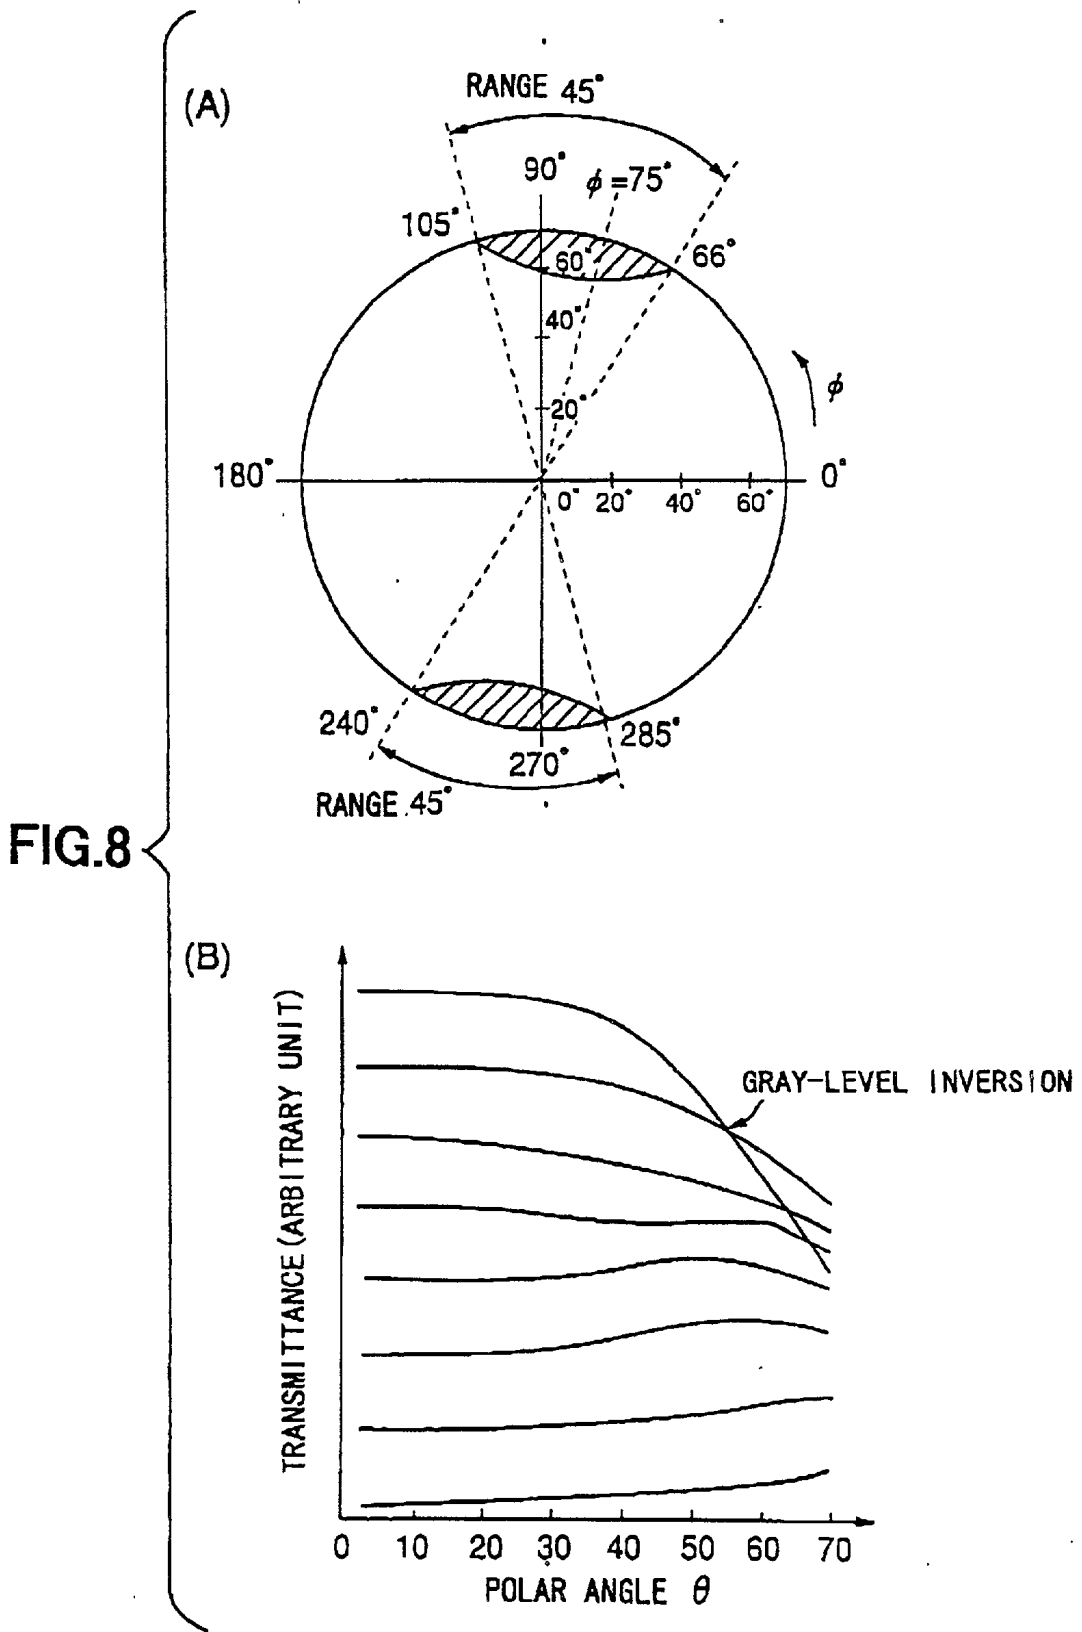 (A)
RANGE 45°
90°
φ=75°
105°
66°
60°
40°
20°
φ
180°
0°
0° 20° 40° 60°
240°
285°
270°
RANGE 45°
FIG.8
(B)
TRANSMITTANCE (ARBITRARY UNIT)
GRAY-LEVEL INVERSION
0 10 20 30 40 50 60 70
POLAR ANGLE θ